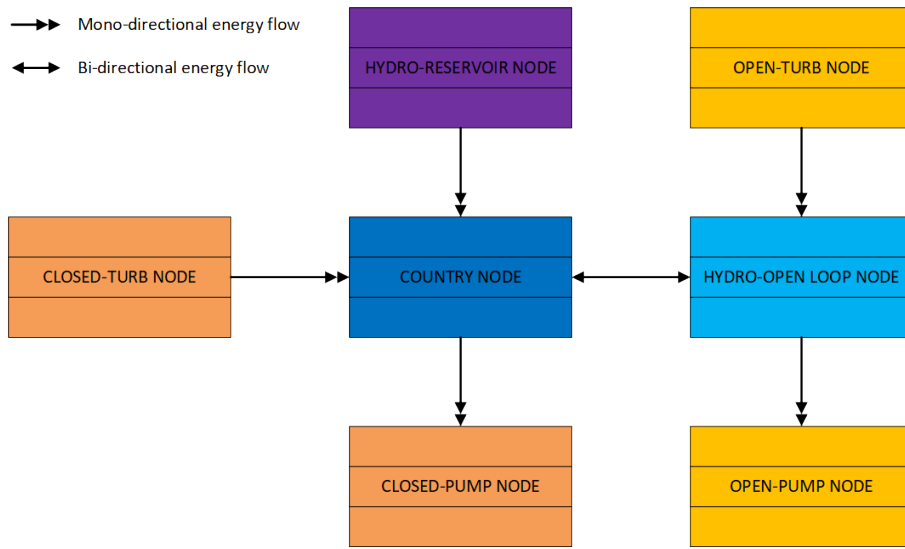 Mono-directional energy flow
Bi-directional energy flow
HYDRO-RESERVOIR NODE
OPEN-TURB NODE
CLOSED-TURB NODE
COUNTRY NODE
HYDRO-OPEN LOOP NODE
CLOSED-PUMP NODE
OPEN-PUMP NODE